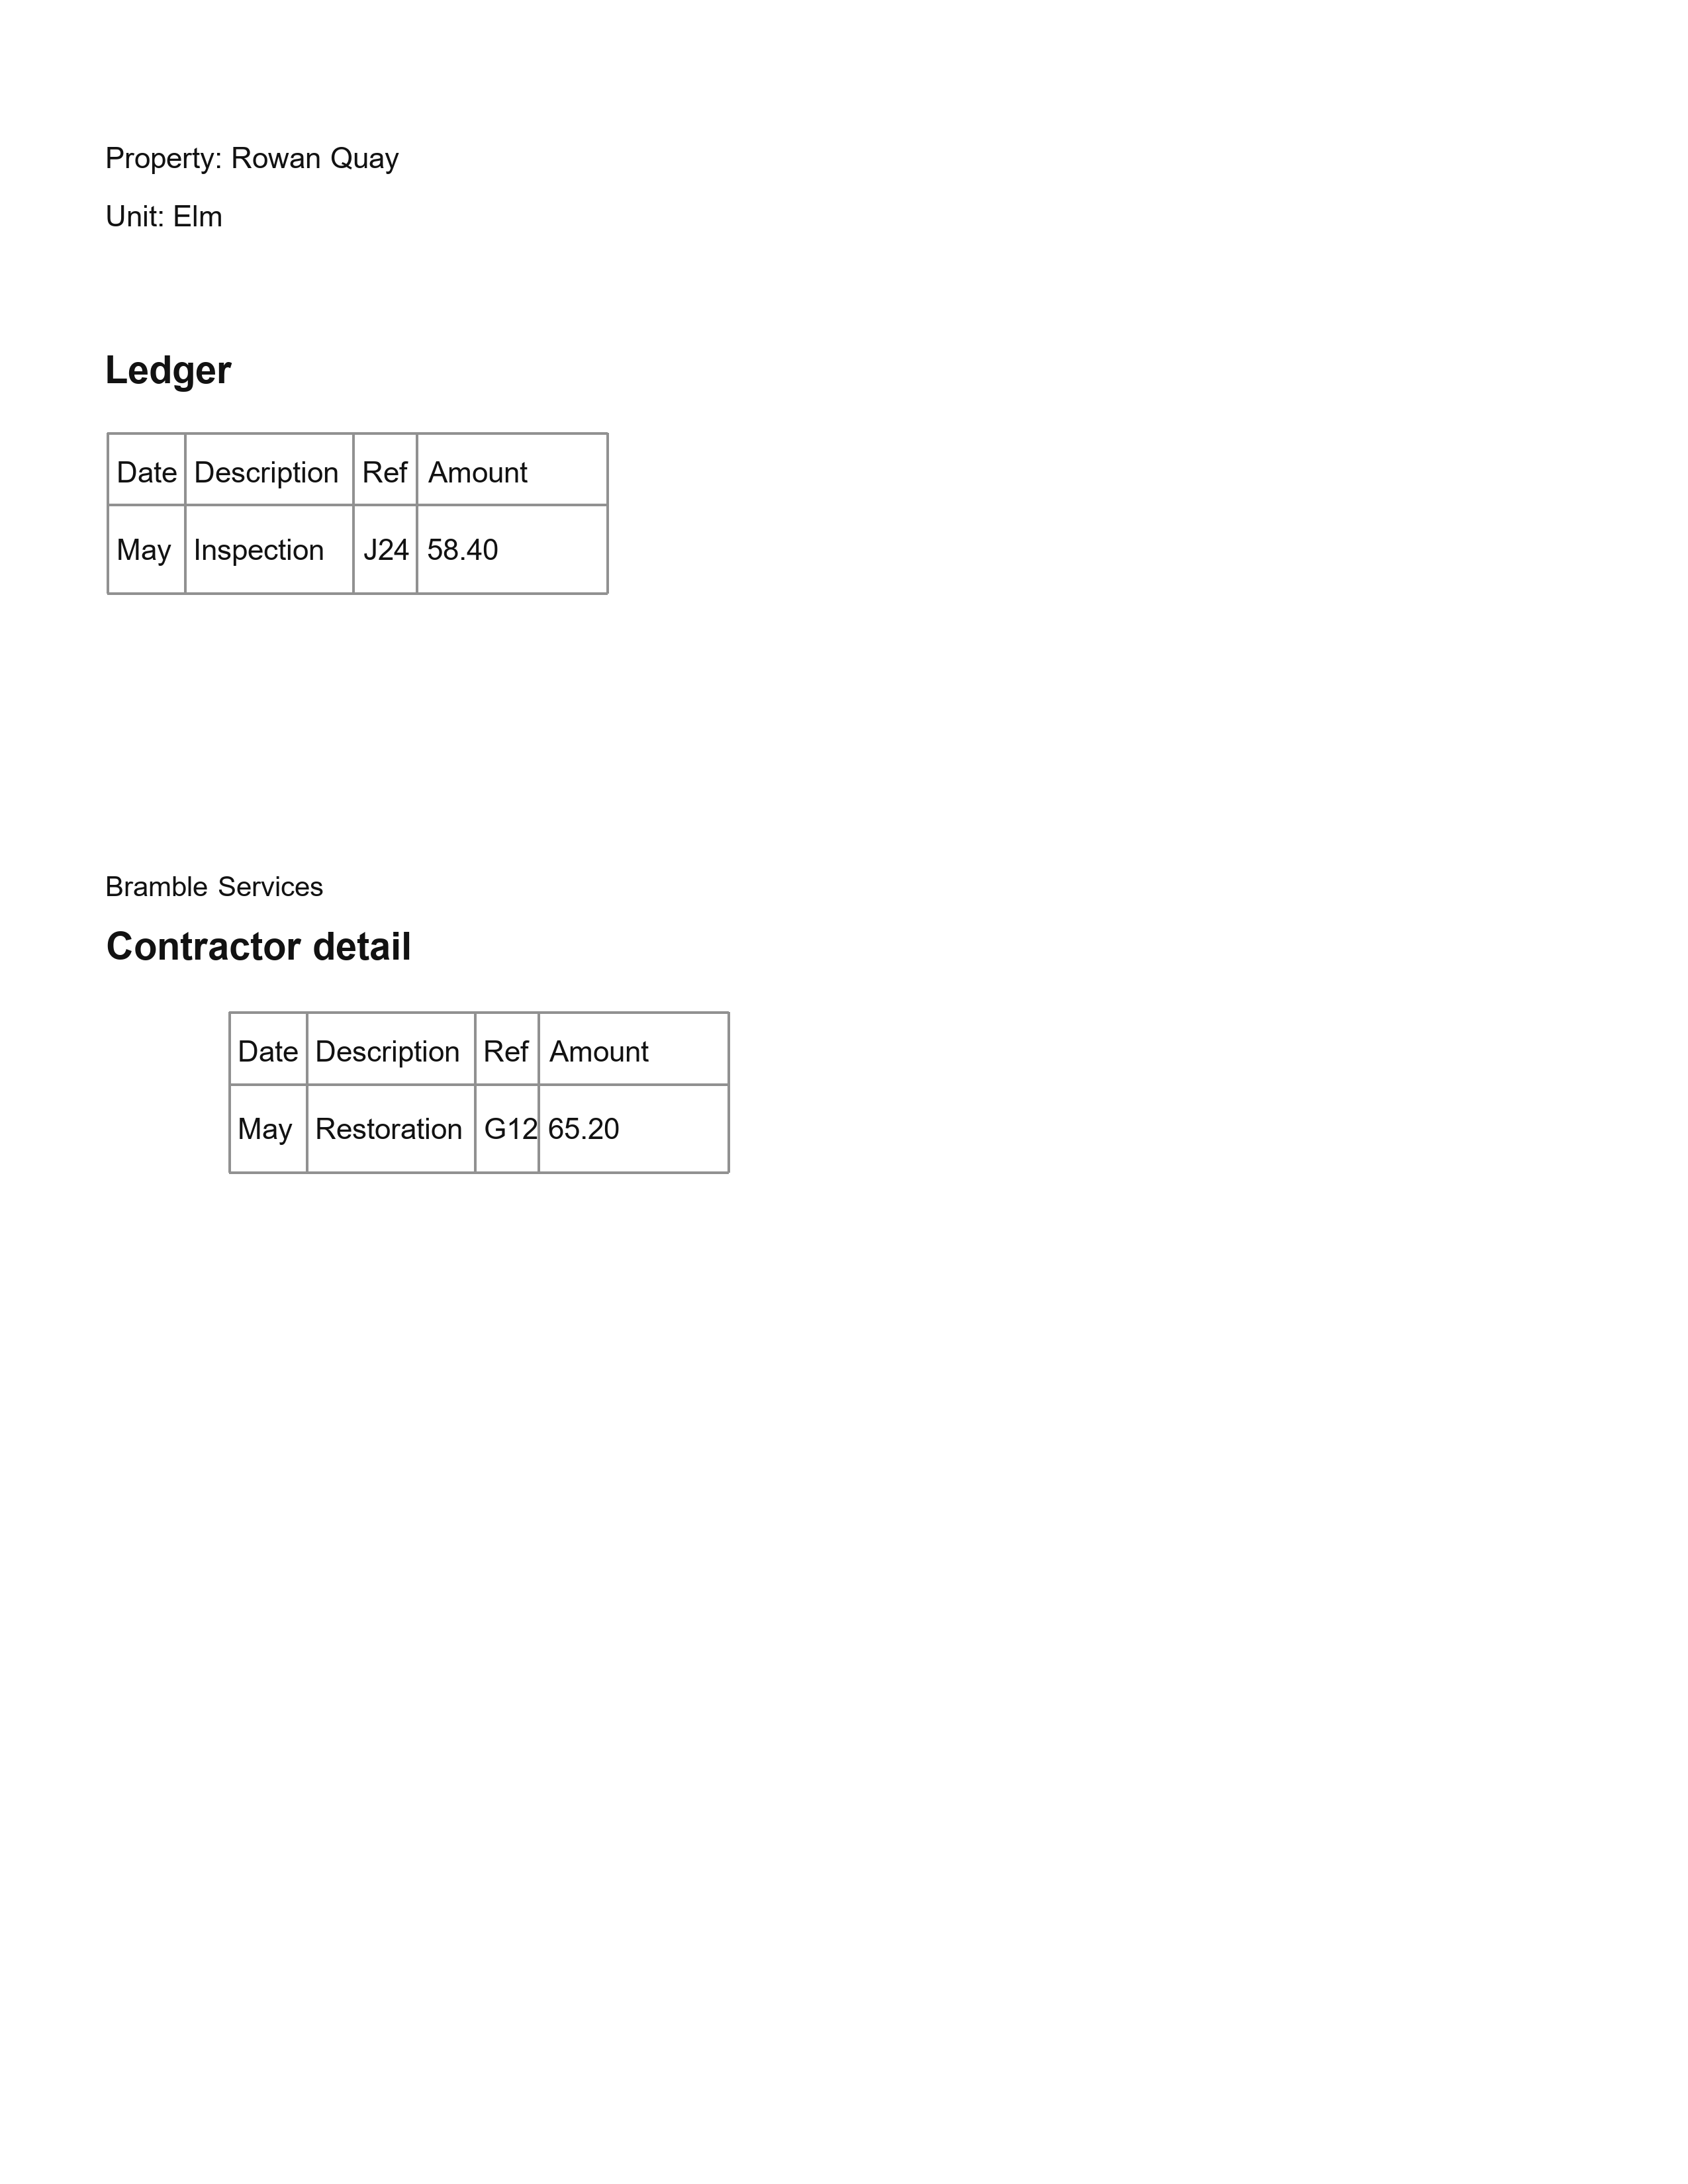 Property: Rowan Quay
Unit: Elm
Ledger
Date Description Ref Amount
May Inspection J24 58.40
Bramble Services
Contractor detail
Date Description Ref Amount
May Restoration G12 65.20